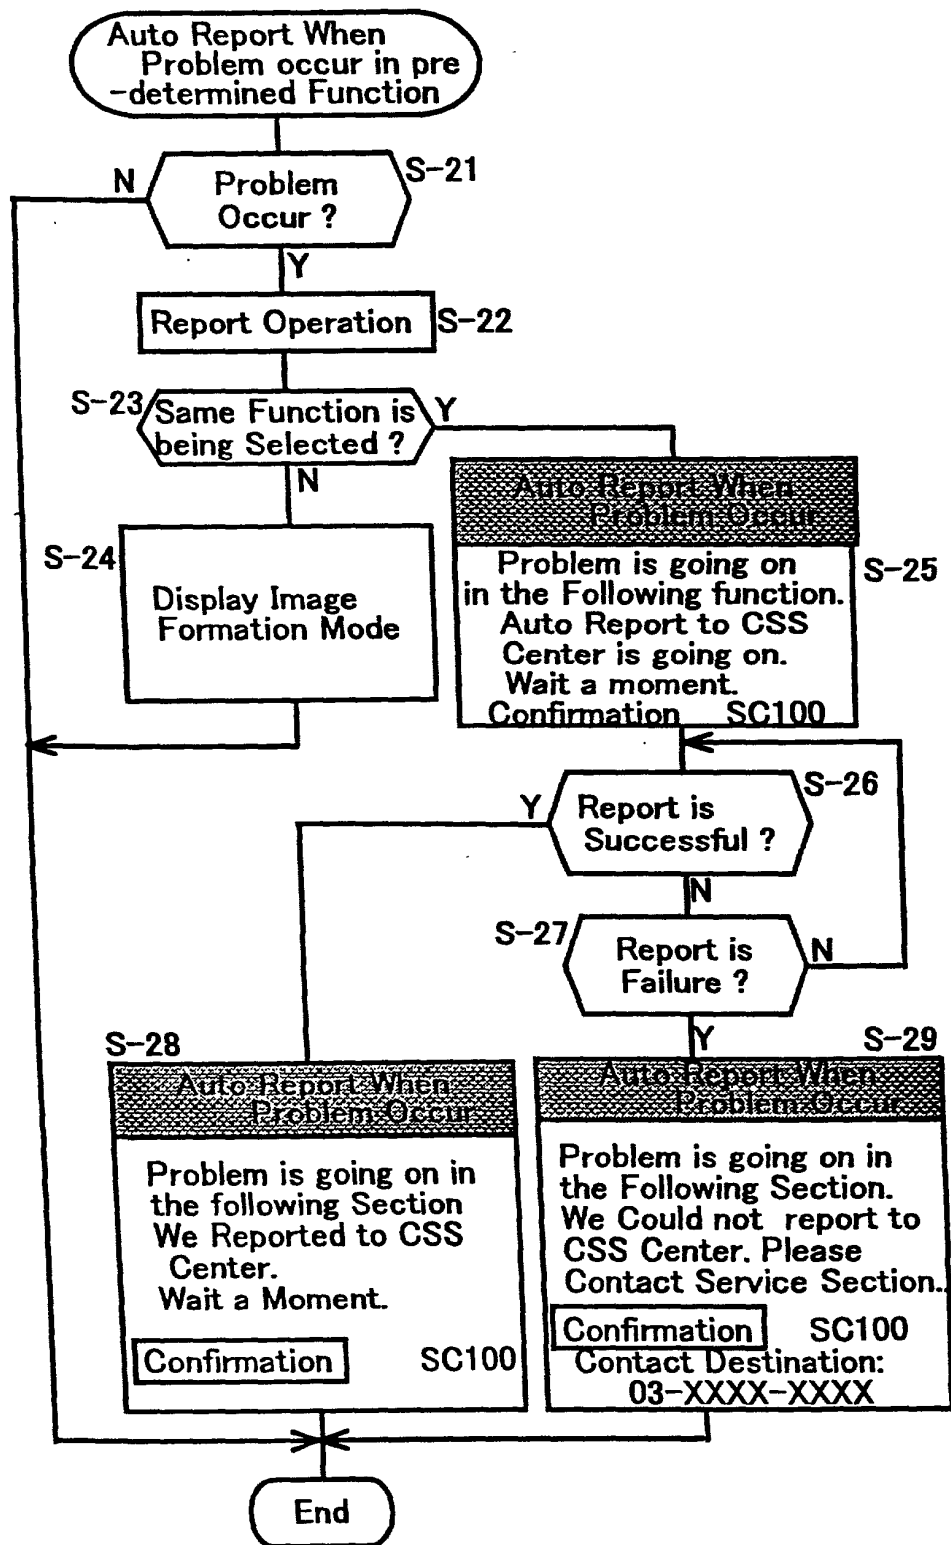 Auto Report When
Problem occur in pre
-determined Function
S-21
N
Problem
Occur ?
Y
Report Operation
S-22
S-23
Same Function is
being Selected ?
Y
N
Auto Report When
Problem Occur
S-24
Display Image
Formation Mode
S-25
Problem is going on
in the Following function.
Auto Report to CSS
Center is going on.
Wait a moment.
Confirmation SC100
S-26
Y
Report is
Successful ?
N
S-27
Report is
Failure ?
N
Y
S-28
Auto Report When
Problem Occur
Problem is going on in
the following Section
We Reported to CSS
Center.
Wait a Moment.
Confirmation SC100
S-29
Auto Report When
Problem Occur
Problem is going on in
the Following Section.
We Could not report to
CSS Center. Please
Contact Service Section..
Confirmation SC100
Contact Destination:
03-XXXX-XXXX
End